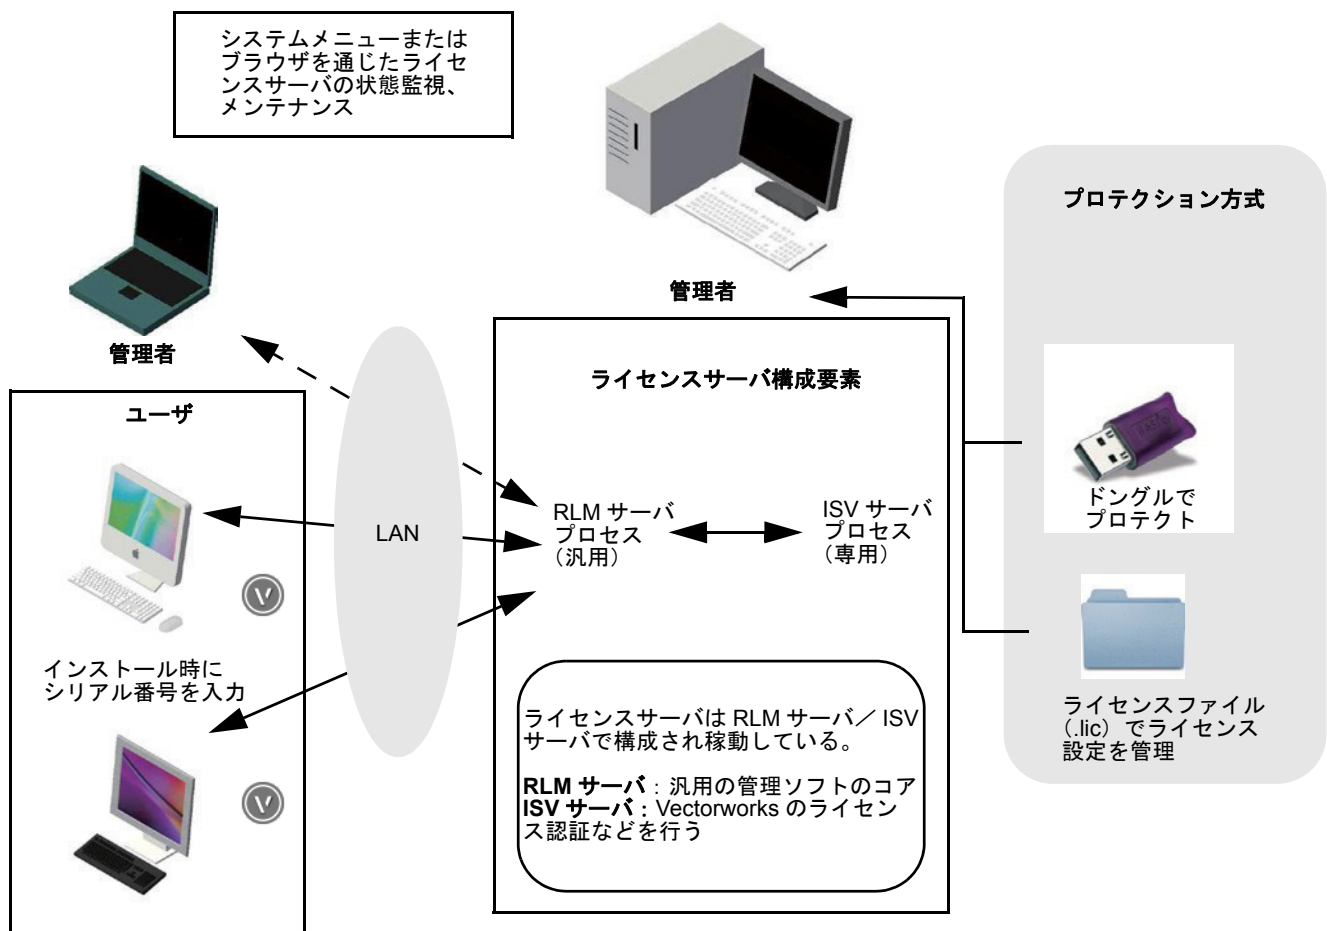 システムメニューまたは
ブラウザを通じたライセ
ンスサーバの状態監視、
メンテナンス
管理者
管理者
プロテクション方式
ユーザ
インストール時に
シリアル番号を入力
LAN
ライセンスサーバ構成要素
RLM サーバ
プロセス
（汎用）
ISV サーバ
プロセス
（専用）
ライセンスサーバは RLM サーバ／ ISV
サーバで構成され稼動している。
RLM サーバ：汎用の管理ソフトのコア
ISV サーバ：Vectorworks のライセン
ス認証などを行う
ドングルで
プロテクト
ライセンスファイル
（.lic）でライセンス
設定を管理